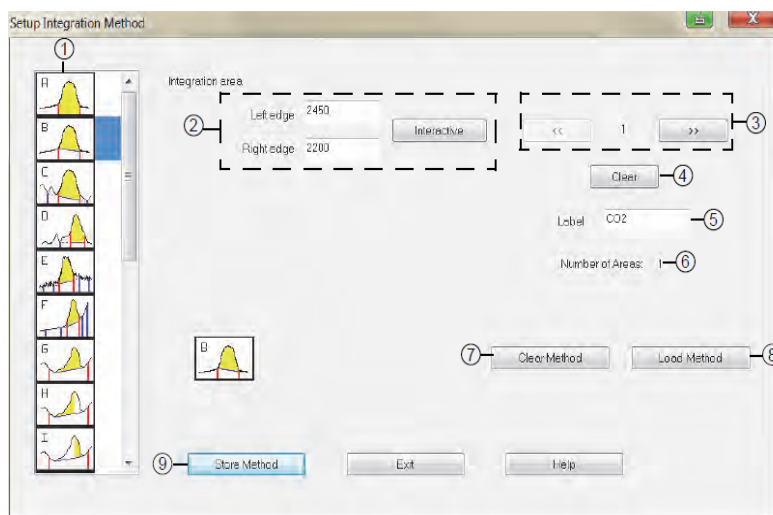 Setup Integration Method
X
1
A
B
C
D
E
F
G
H
I
Integration area
2
Left edge 2450
Right edge 2200
Interactive
<< 1 >>
3
Clear
4
Label CO2
5
Number of Areas: 1
6
B
7
Clear Method
Load Method
8
9
Store Method
Exit
Help